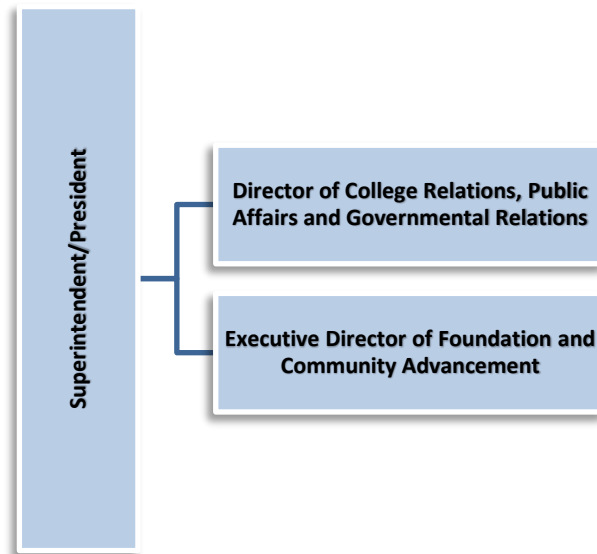 Superintendent/President
Director of College Relations, Public
Affairs and Governmental Relations
Executive Director of Foundation and
Community Advancement